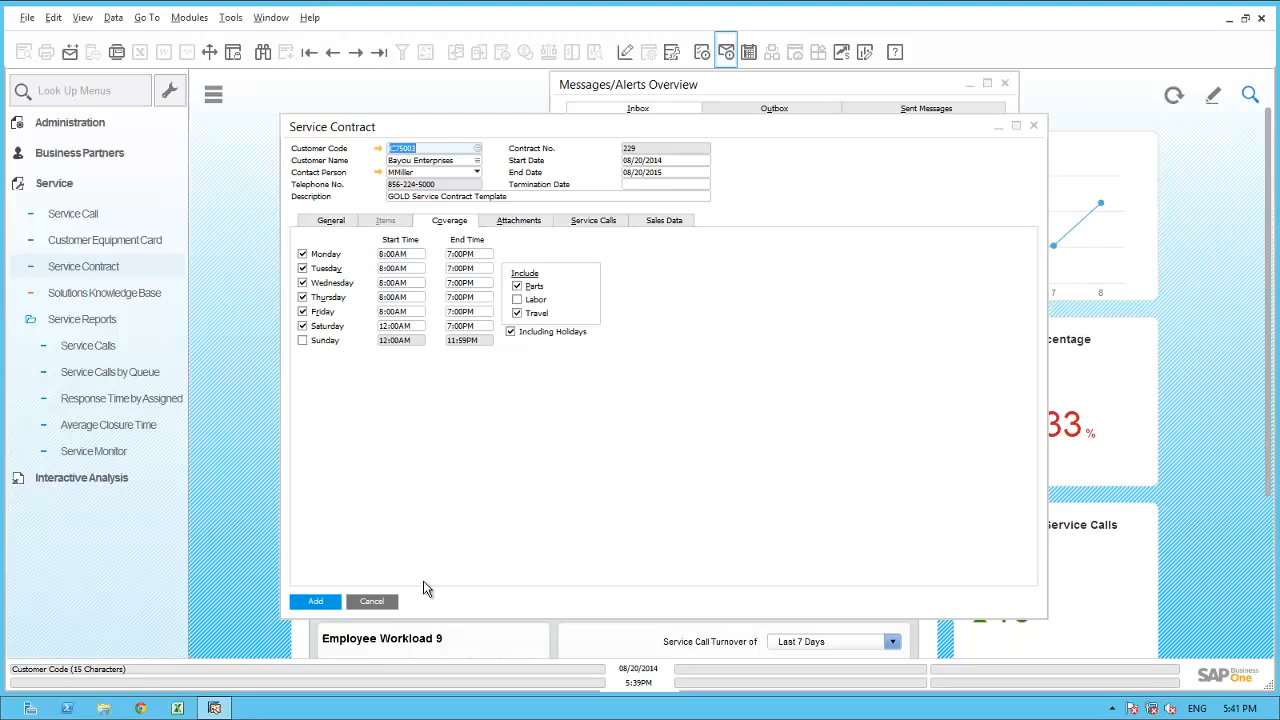 File Edit View Data Go To Modules Tools Window Help
Look Up Menus
Administration
Business Partners
Service
Service Call
Customer Equipment Card
Service Contract
Solutions Knowledge Base
Service Reports
Service Calls
Service Calls by Queue
Response Time by Assigned
Average Closure Time
Service Monitor
Interactive Analysis
Messages/Alerts Overview
Inbox Outbox Sent Messages
Service Contract
Customer Code C75003 Contract No. 229
Customer Name Bayou Enterprises Start Date 08/20/2014
Contact Person MMiller End Date 08/20/2015
Telephone No. 856-224-5000 Termination Date
Description GOLD Service Contract Template
General Items Coverage Attachments Service Calls Sales Data
Start Time End Time
Monday 8:00AM 7:00PM
Tuesday 8:00AM 7:00PM
Wednesday 8:00AM 7:00PM
Thursday 8:00AM 7:00PM
Friday 8:00AM 7:00PM
Saturday 12:00AM 7:00PM
Sunday 12:00AM 11:59PM
Include
Parts
Labor
Travel
Including Holidays
Add Cancel
7 8
centage
33 %
Service Calls
Employee Workload 9
Service Call Turnover of Last 7 Days
Customer Code (15 Characters)
08/20/2014
5:39PM
SAP Business One
ENG 5:41 PM